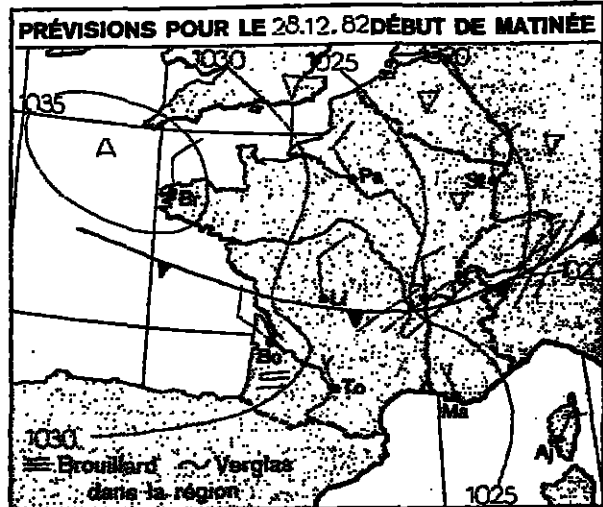 PRÉVISIONS POUR LE 28.12.82 DÉBUT DE MATINÉE
1030
1025
1020
1035
A
Pa
St
Br
Li
Bo
To
Ma
Aj
1030
1025
Brouillard
Verglas
dans la région